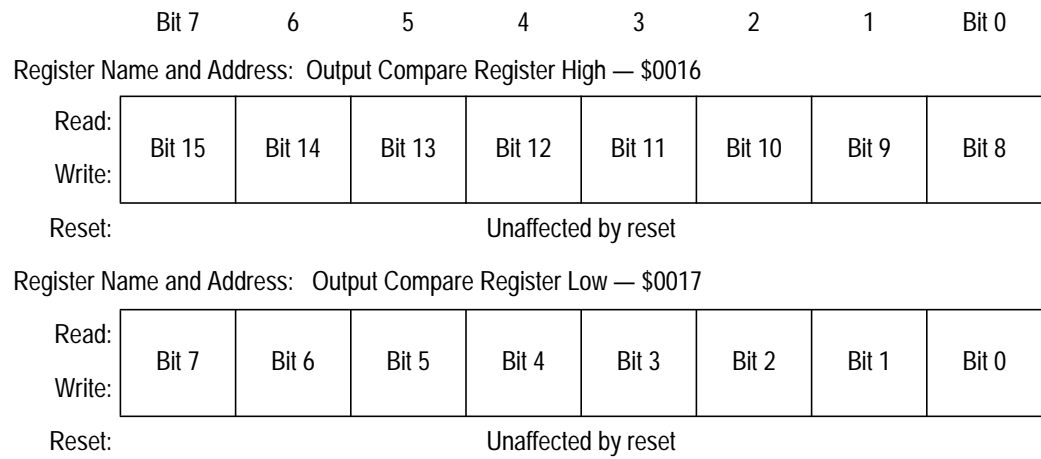 Bit 7 6 5 4 3 2 1 Bit 0
Register Name and Address: Output Compare Register High — $0016
Read:
Bit 15 Bit 14 Bit 13 Bit 12 Bit 11 Bit 10 Bit 9 Bit 8
Write:
Reset: Unaffected by reset
Register Name and Address: Output Compare Register Low — $0017
Read:
Bit 7 Bit 6 Bit 5 Bit 4 Bit 3 Bit 2 Bit 1 Bit 0
Write:
Reset: Unaffected by reset